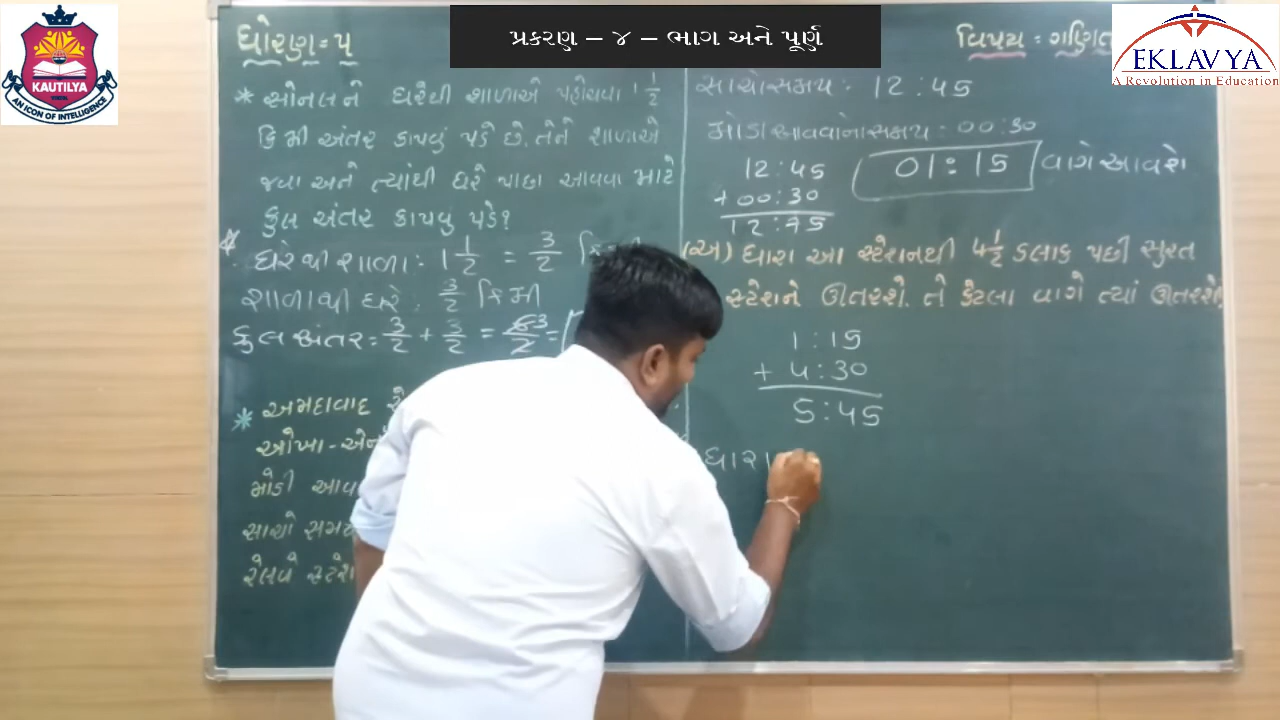 KAUTILYA
AN ICON OF INTELLIGENCE
પ્રકરણ – ૪ – ભાગ અને પૂર્ણ
EKLAVYA
A Revolution in Education
ધોરણ = ૫
* સોનલને ઘરેથી શાળાએ પહોંચવા 1 1/2
કિમી અંતર કાપવું પડે છે. તેને શાળાએ
જવા અને ત્યાંથી ઘરે પાછા આવવા માટે
કુલ અંતર કાપવુ પડે?
ઘરેથી શાળા : 1 1/2 = 3/2
શાળાથી ઘરે : 3/2 કિમી
કુલ અંતર = 3/2 + 3/2 = 6/2 3 =
* અમદાવાદ
ઓખા -
મોડી
સાચો
રેલવે
વિષય : ગણિત
સાચો સમય : 12 : 45
મોડા આવવાનો સમય : 00:30
12 : 45
+ 00 : 30
12 : 75
01 : 15 વાગે આવશે
(અ) ધારા આ સ્ટેશનથી 4 1/2 કલાક પછી સુરત
સ્ટેશને ઊતરશે. તે કેટલા વાગે ત્યાં ઊતરશે?
1 : 15
+ 4 : 30
5 : 45
ધારા